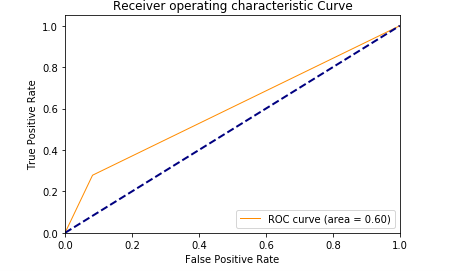 Receiver operating characteristic Curve
1.0
0.8
0.6
0.4
0.2
0.0
True Positive Rate
ROC curve (area = 0.60)
0.0 0.2 0.4 0.6 0.8 1.0
False Positive Rate